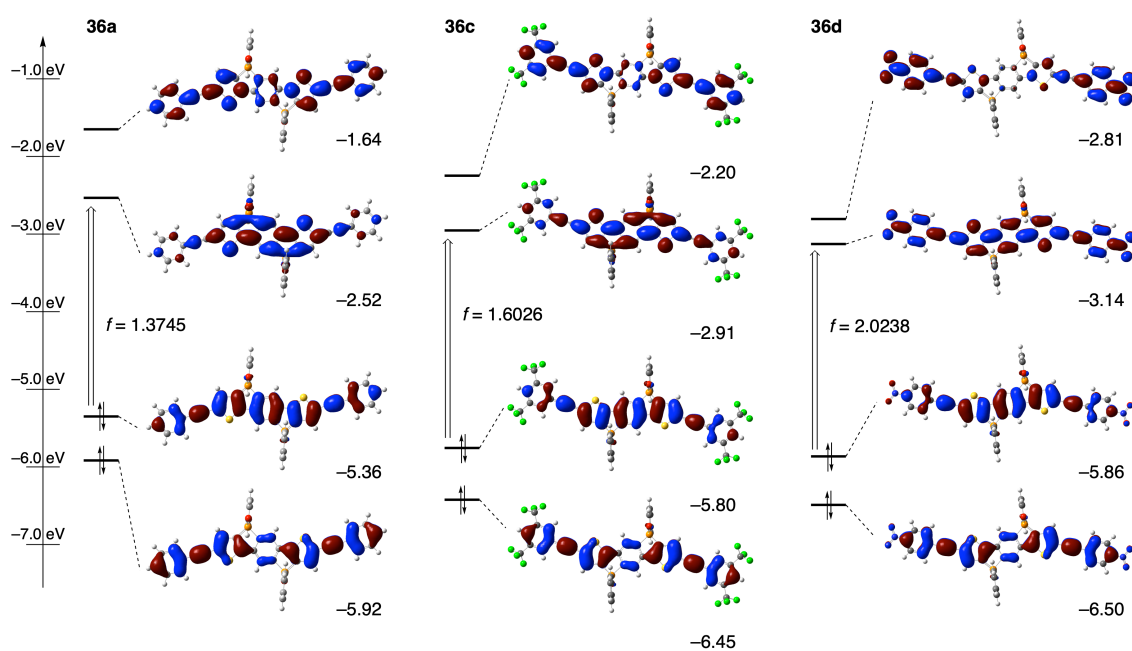 36a
36c
36d
–1.0 eV
–2.0 eV
–3.0 eV
–4.0 eV
–5.0 eV
–6.0 eV
–7.0 eV
–1.64
–2.52
f = 1.3745
–5.36
–5.92
–2.20
–2.91
f = 1.6026
–5.80
–6.45
–2.81
–3.14
f = 2.0238
–5.86
–6.50